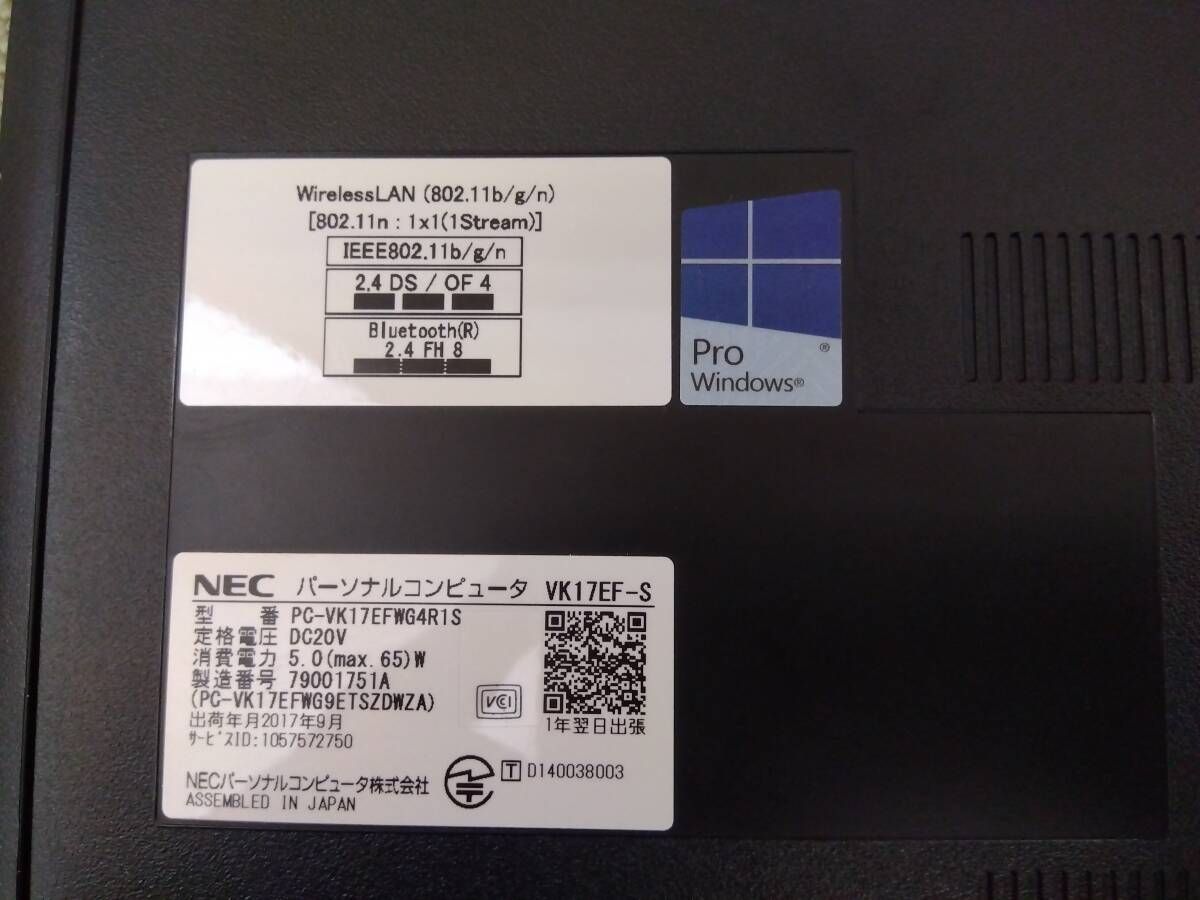 WirelessLAN (802.11b/g/n)
[802.11n : 1x1(1Stream)]
IEEE802.11b/g/n
2.4 DS / OF 4
Bluetooth(R)
2.4 FH 8
Pro ®
Windows®
NEC パーソナルコンピュータ VK17EF-S
型 番 PC-VK17EFWG4R1S
定格電圧 DC20V
消費電力 5.0(max.65)W
製造番号 79001751A
(PC-VK17EFWG9ETSZDWZA)
VCI
出荷年月2017年9月
1年翌日出張
ｻｰﾋﾞｽID:1057572750
NECパーソナルコンピュータ株式会社
T D140038003
ASSEMBLED IN JAPAN